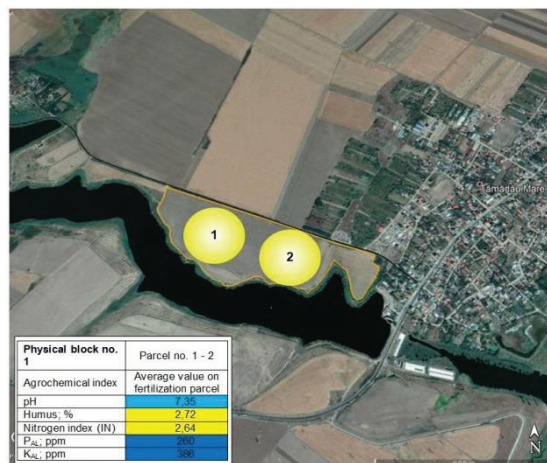 Tămădău Mare
1
2
Physical block no. 1 Parcel no. 1 - 2
Agrochemical index Average value on fertilization parcel
pH 7,35
Humus; % 2,72
Nitrogen index (IN) 2,64
PAL; ppm 260
KAL; ppm 386
N